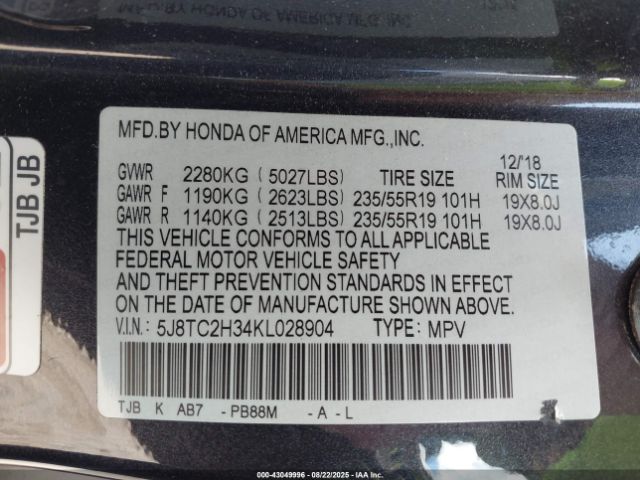 MFD.BY HONDA OF AMERICA MFG.,INC.
12/'18
GVWR 2280KG (5027LBS) TIRE SIZE RIM SIZE
GAWR F 1190KG (2623LBS) 235/55R19 101H 19X8.0J
GAWR R 1140KG (2513LBS) 235/55R19 101H 19X8.0J
THIS VEHICLE CONFORMS TO ALL APPLICABLE
FEDERAL MOTOR VEHICLE SAFETY
AND THEFT PREVENTION STANDARDS IN EFFECT
ON THE DATE OF MANUFACTURE SHOWN ABOVE.
V.I.N.: 5J8TC2H34KL028904 TYPE: MPV
TJB K AB7 -PB88M -A-L
TJB JB
© - 43049996 - 08/22/2025 - IAAI.COM